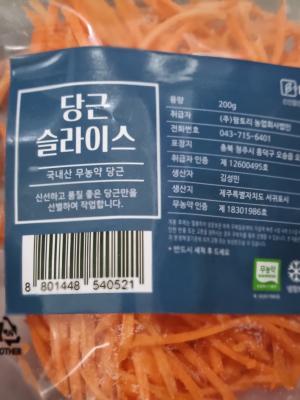 당근
슬라이스
국내산 무농약 당근
신선하고 품질 좋은 당근만을
선별하여 작업합니다.
8 801448 540521
용량 200g
취급자 (주)팜토리 농업회사법인
전화번호 043-715-6401
포장지 충북 청주시 흥덕구 오송읍
취급자 인증 제 12600495호
생산자 김성민
생산지 제주특별자치도 서귀포시
무농약 인증 제 18301986호
* 반드시 세척 후 드세요
무농약
OTHER